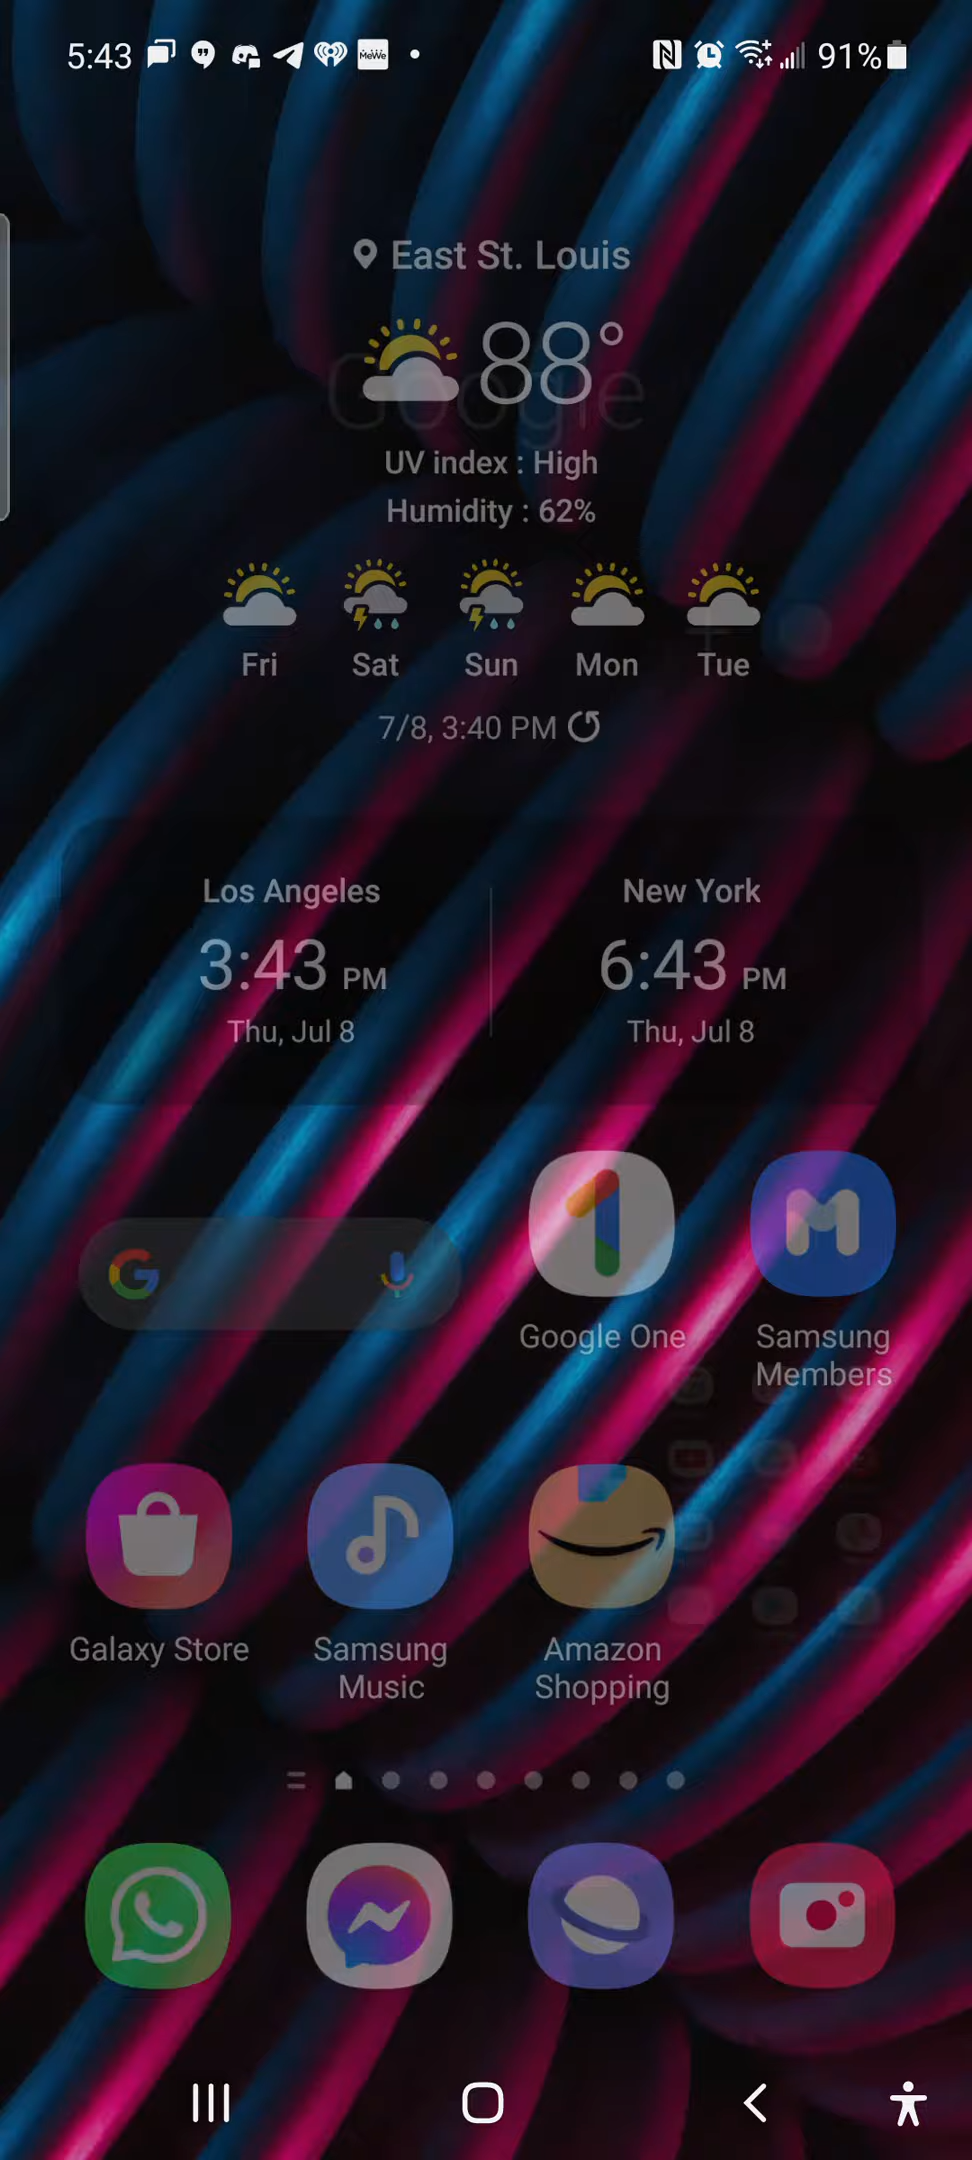 5:43 MeWe 91%
East St. Louis
88°
Google
UV index : High
Humidity : 62%
Fri Sat Sun Mon Tue
7/8, 3:40 PM
Los Angeles New York
3:43 PM 6:43 PM
Thu, Jul 8 Thu, Jul 8
Google One Samsung
Members
Galaxy Store Samsung Amazon
Music Shopping